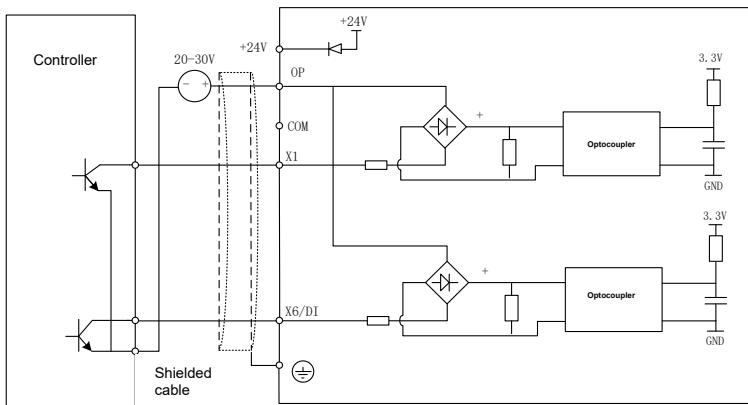 Controller
20-30V
- +
+24V
+24V
OP
COM
X1
+
Optocoupler
3.3V
GND
X6/DI
+
Optocoupler
3.3V
GND
Shielded
cable